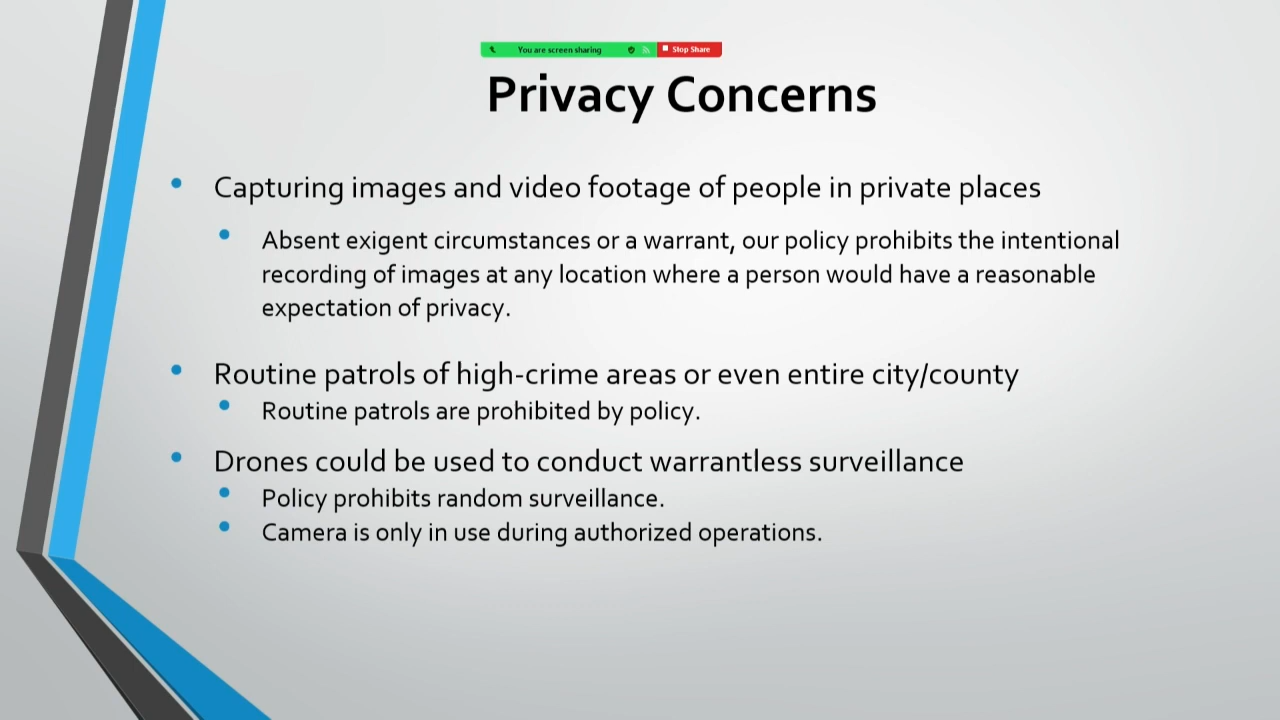 You are screen sharing
Stop Share
Privacy Concerns
Capturing images and video footage of people in private places
Absent exigent circumstances or a warrant, our policy prohibits the intentional
recording of images at any location where a person would have a reasonable
expectation of privacy.
Routine patrols of high-crime areas or even entire city/county
Routine patrols are prohibited by policy.
Drones could be used to conduct warrantless surveillance
Policy prohibits random surveillance.
Camera is only in use during authorized operations.